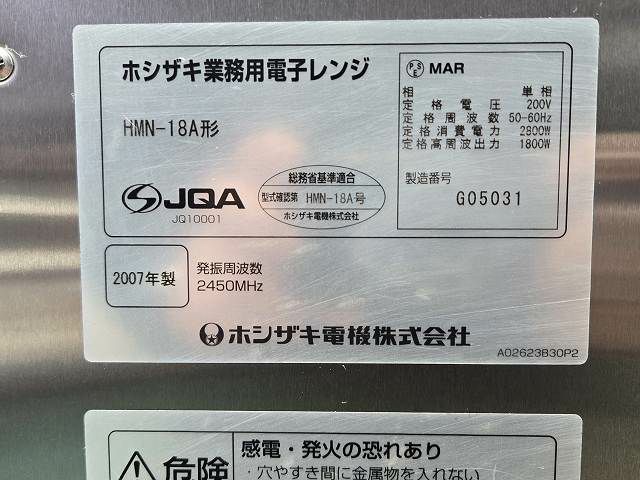 ホシザキ業務用電子レンジ
HMN-18A形
JQA
JQ10001
総務省基準適合
型式確認第 HMN-18A号
ホシザキ電機株式会社
PSE MAR
相 単相
定格電圧 200V
定格周波数 50-60Hz
定格消費電力 2800W
定格高周波出力 1800W
製造番号
G05031
2007年製
発振周波数
2450MHz
ホシザキ電機株式会社
A02623B30P2
危険
感電・発火の恐れあり
・穴やすき間に金属物を入れない